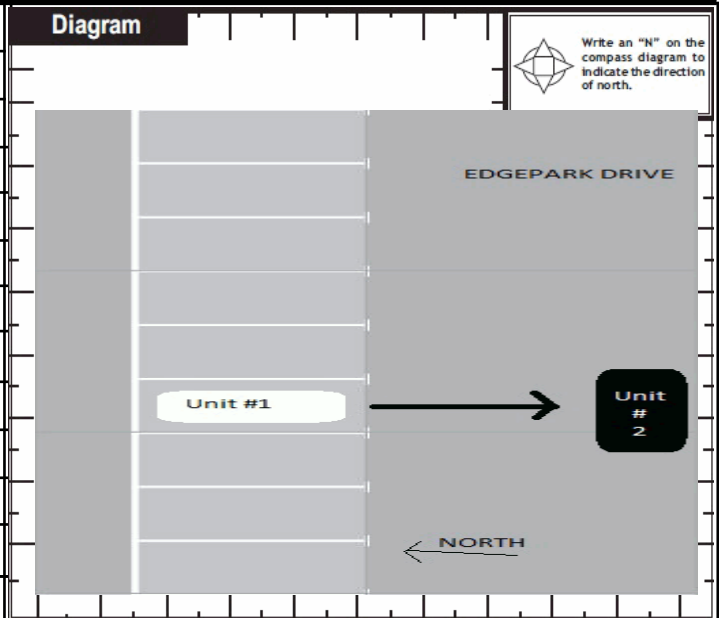 Diagram
Write an “N” on the
compass diagram to
indicate the direction
of north.
EDGEPARK DRIVE
Unit #1
Unit
#
2
NORTH